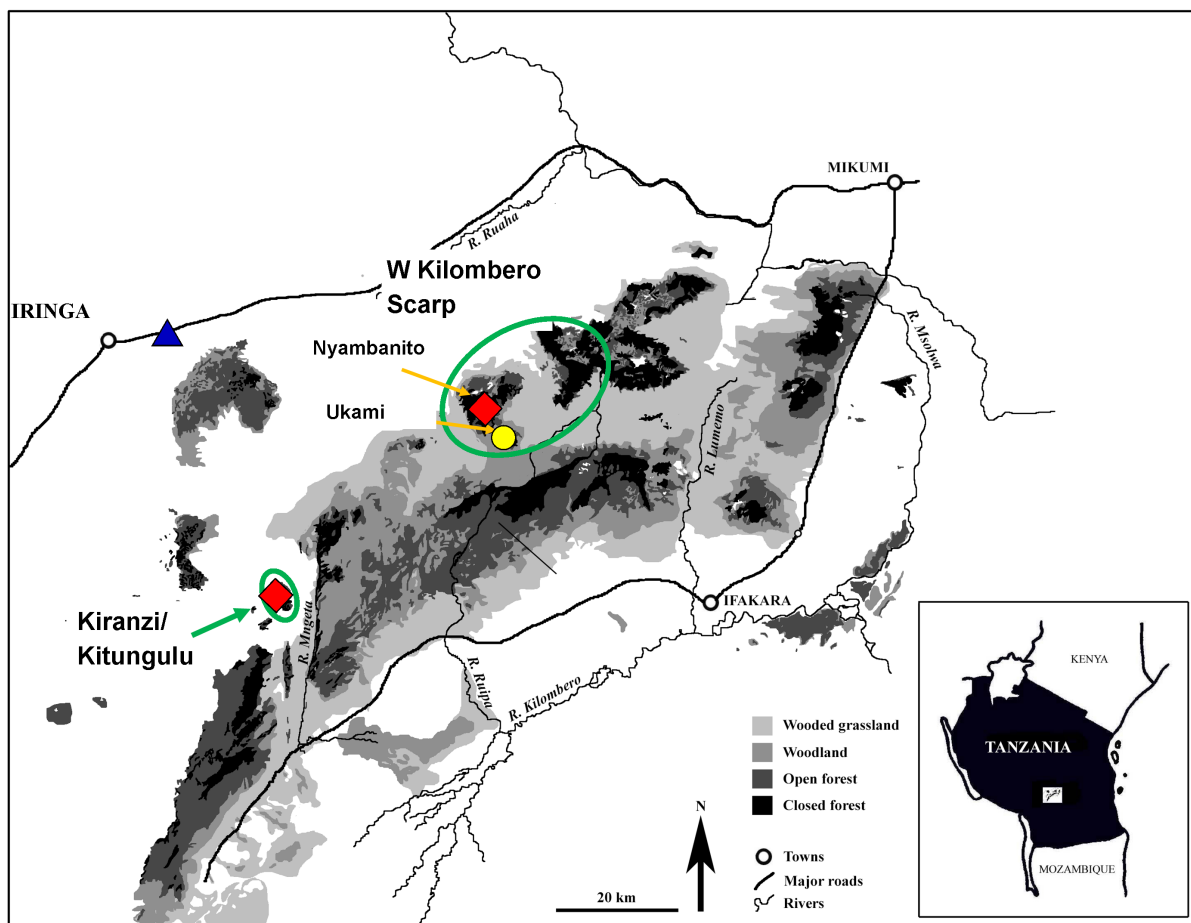 MIKUMI
R. Ruaha
W Kilombero
Scarp
IRINGA
R. Msolwa
Nyambanito
Ukami
R. Lumemo
IFAKARA
Kiranzi/
Kitungulu
R. Mngeta
R. Ruipa
R. Kilombero
Wooded grassland
Woodland
Open forest
Closed forest
N
Towns
Major roads
Rivers
20 km
KENYA
TANZANIA
MOZAMBIQUE